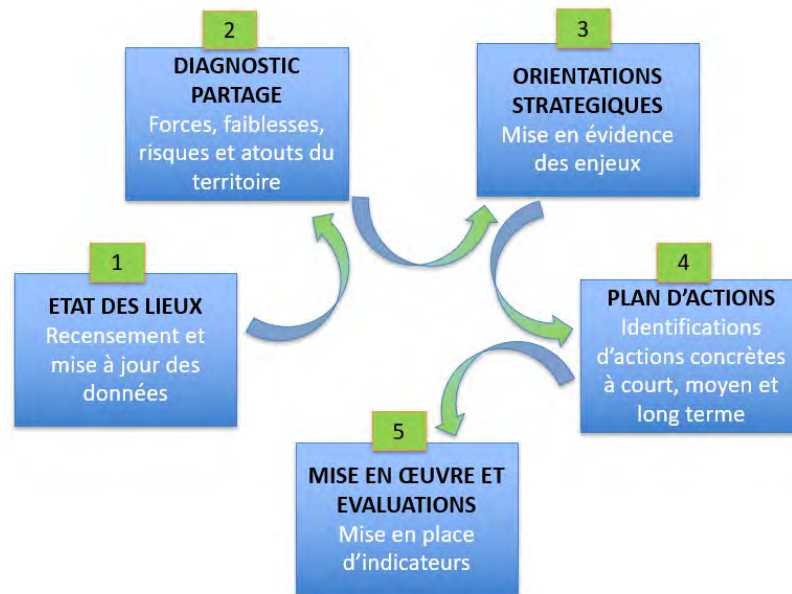 1
ETAT DES LIEUX
Recensement et
mise à jour des
données
2
DIAGNOSTIC
PARTAGE
Forces, faiblesses,
risques et atouts du
territoire
3
ORIENTATIONS
STRATEGIQUES
Mise en évidence
des enjeux
4
PLAN D'ACTIONS
Identifications
d'actions concrètes
à court, moyen et
long terme
5
MISE EN ŒUVRE ET
EVALUATIONS
Mise en place
d'indicateurs